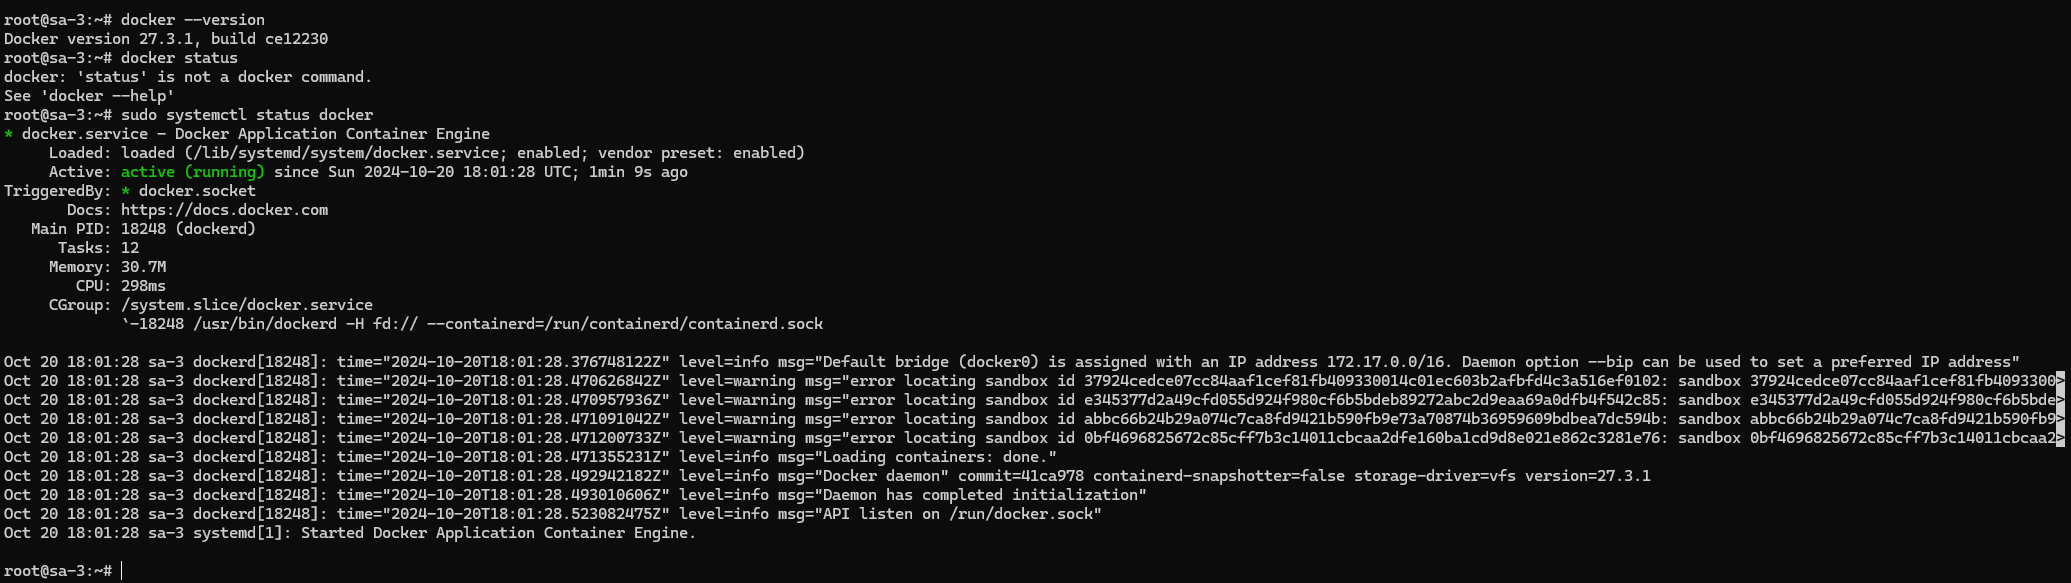 root@sa-3:~# docker --version
Docker version 27.3.1, build ce12230
root@sa-3:~# docker status
docker: 'status' is not a docker command.
See 'docker --help'
root@sa-3:~# sudo systemctl status docker
* docker.service - Docker Application Container Engine
     Loaded: loaded (/lib/systemd/system/docker.service; enabled; vendor preset: enabled)
     Active: active (running) since Sun 2024-10-20 18:01:28 UTC; 1min 9s ago
TriggeredBy: * docker.socket
       Docs: https://docs.docker.com
   Main PID: 18248 (dockerd)
      Tasks: 12
     Memory: 30.7M
        CPU: 298ms
     CGroup: /system.slice/docker.service
             `-18248 /usr/bin/dockerd -H fd:// --containerd=/run/containerd/containerd.sock

Oct 20 18:01:28 sa-3 dockerd[18248]: time="2024-10-20T18:01:28.376748122Z" level=info msg="Default bridge (docker0) is assigned with an IP address 172.17.0.0/16. Daemon option --bip can be used to set a preferred IP address"
Oct 20 18:01:28 sa-3 dockerd[18248]: time="2024-10-20T18:01:28.470626842Z" level=warning msg="error locating sandbox id 37924cedce07cc84aaf1cef81fb409330014c01ec603b2afbfd4c3a516ef0102: sandbox 37924cedce07cc84aaf1cef81fb4093300>
Oct 20 18:01:28 sa-3 dockerd[18248]: time="2024-10-20T18:01:28.470957936Z" level=warning msg="error locating sandbox id e345377d2a49cfd055d924f980cf6b5bdeb89272abc2d9eaa69a0dfb4f542c85: sandbox e345377d2a49cfd055d924f980cf6b5bde>
Oct 20 18:01:28 sa-3 dockerd[18248]: time="2024-10-20T18:01:28.471091042Z" level=warning msg="error locating sandbox id abbc66b24b29a074c7ca8fd9421b590fb9e73a70874b36959609bdbea7dc594b: sandbox abbc66b24b29a074c7ca8fd9421b590fb9>
Oct 20 18:01:28 sa-3 dockerd[18248]: time="2024-10-20T18:01:28.471200733Z" level=warning msg="error locating sandbox id 0bf4696825672c85cff7b3c14011cbcaa2dfe160ba1cd9d8e021e862c3281e76: sandbox 0bf4696825672c85cff7b3c14011cbcaa2>
Oct 20 18:01:28 sa-3 dockerd[18248]: time="2024-10-20T18:01:28.471355231Z" level=info msg="Loading containers: done."
Oct 20 18:01:28 sa-3 dockerd[18248]: time="2024-10-20T18:01:28.492942182Z" level=info msg="Docker daemon" commit=41ca978 containerd-snapshotter=false storage-driver=vfs version=27.3.1
Oct 20 18:01:28 sa-3 dockerd[18248]: time="2024-10-20T18:01:28.493010606Z" level=info msg="Daemon has completed initialization"
Oct 20 18:01:28 sa-3 dockerd[18248]: time="2024-10-20T18:01:28.523082475Z" level=info msg="API listen on /run/docker.sock"
Oct 20 18:01:28 sa-3 systemd[1]: Started Docker Application Container Engine.

root@sa-3:~#